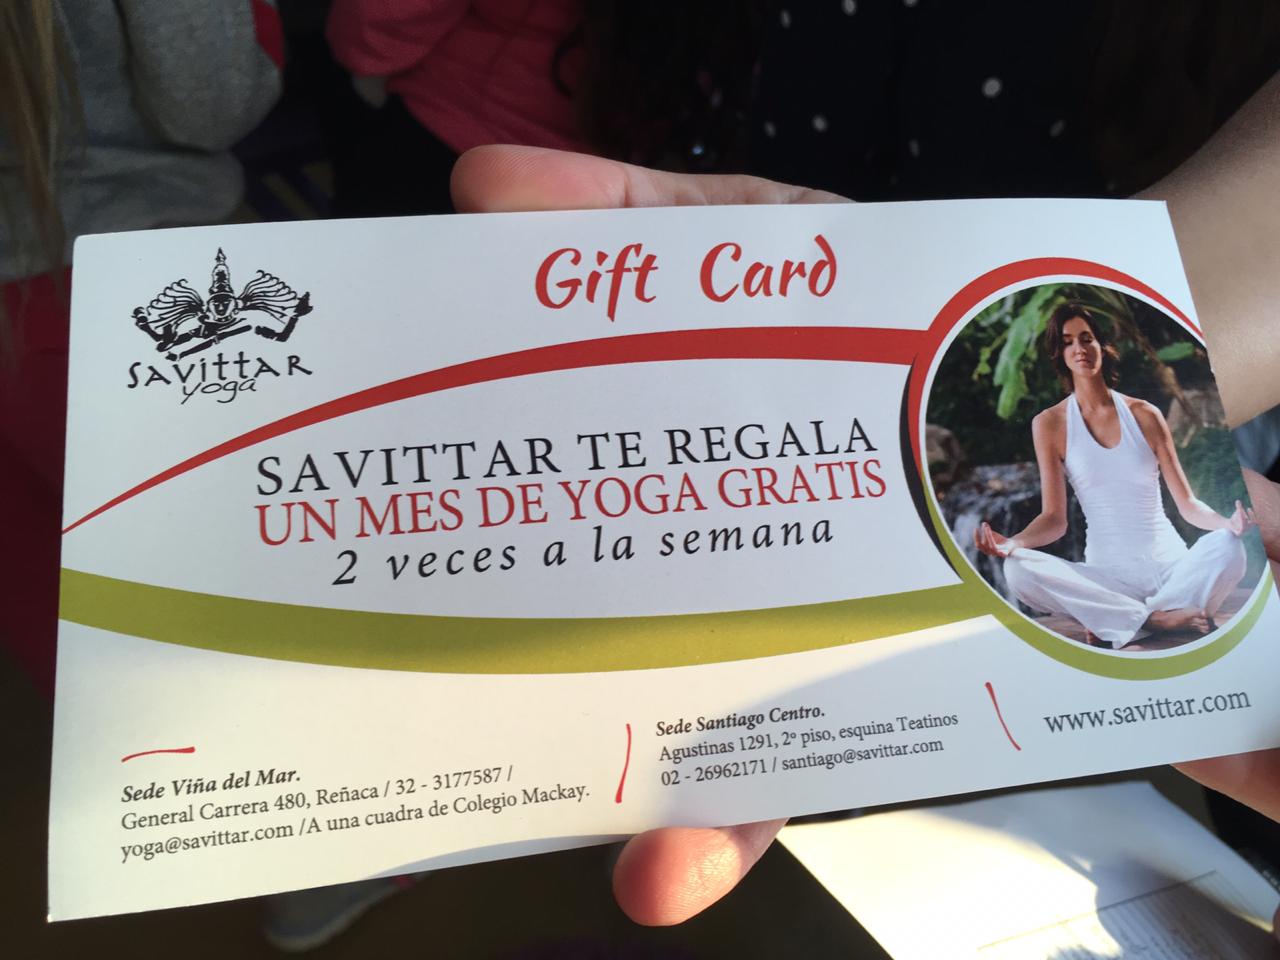 Gift Card
SAVITTAR
yoga
SAVITTAR TE REGALA
UN MES DE YOGA GRATIS
2 veces a la semana
Sede Viña del Mar.
General Carrera 480, Reñaca / 32 - 3177587 /
yoga@savittar.com /A una cuadra de Colegio Mackay.
Sede Santiago Centro.
Agustinas 1291, 2º piso, esquina Teatinos
02 - 26962171 / santiago@savittar.com
www.savittar.com